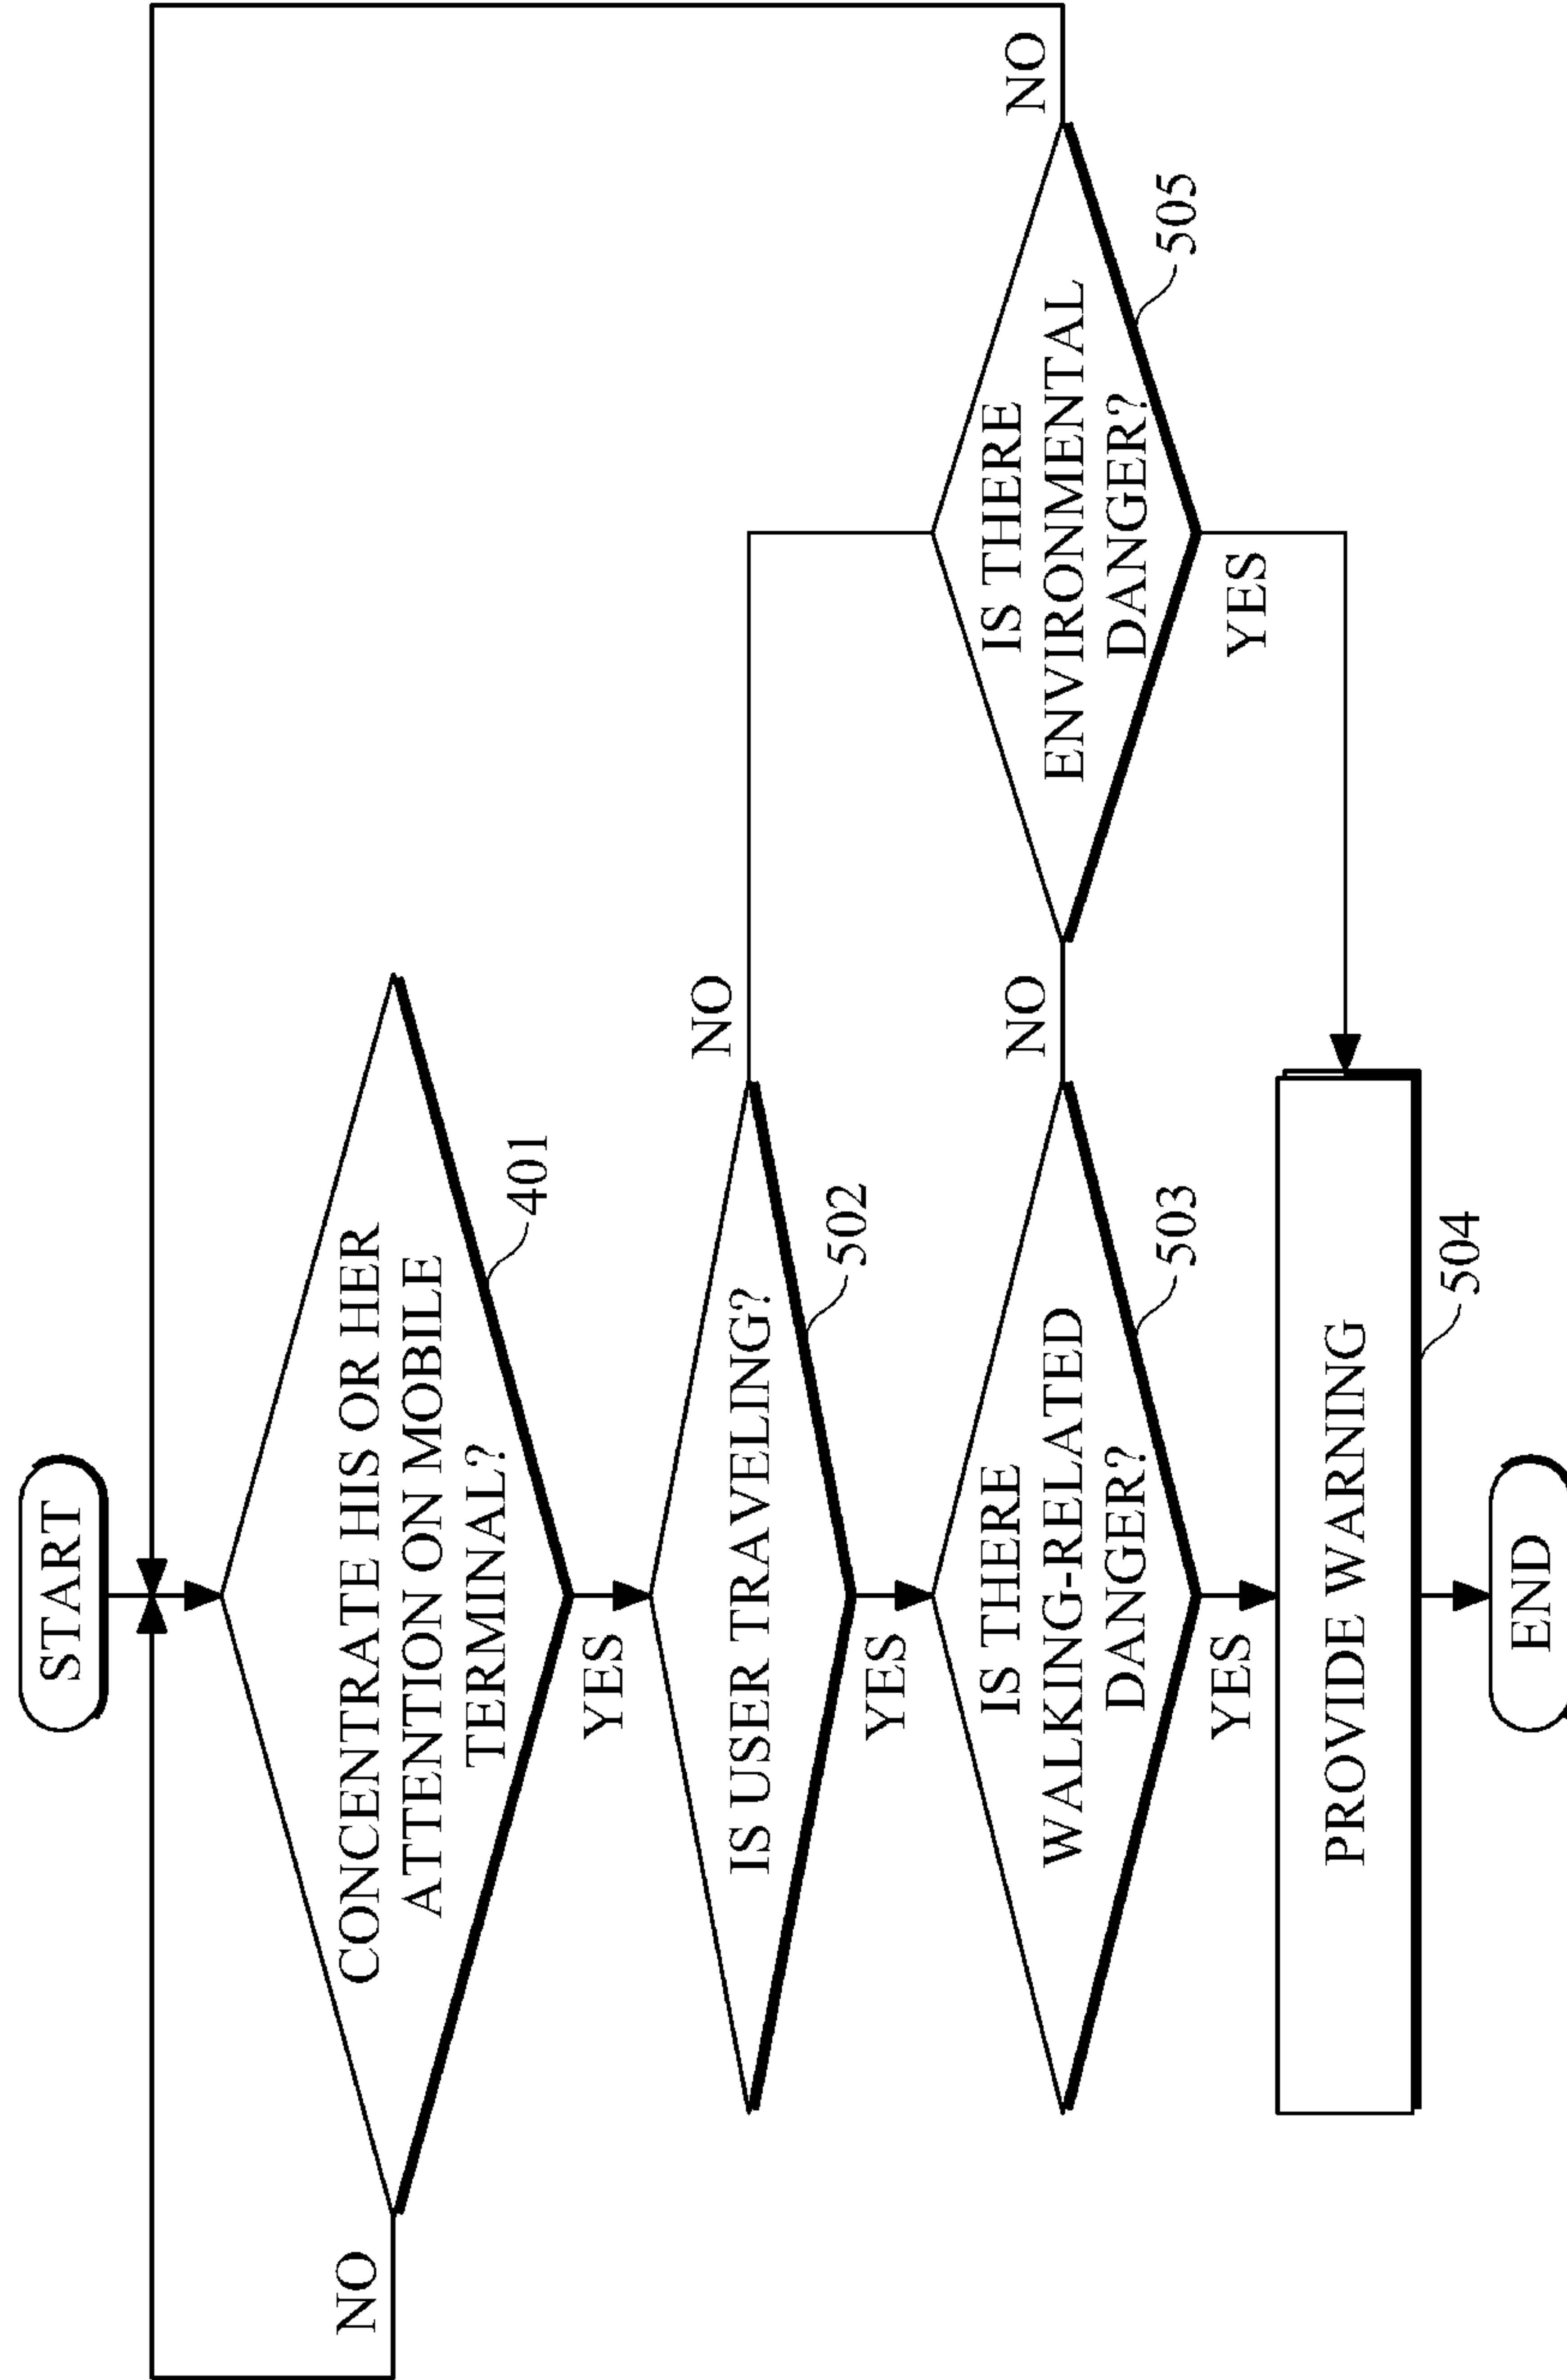 START
CONCENTRATE HIS OR HER
ATTENTION ON MOBILE
TERMINAL?
401
NO
YES
IS USER TRAVELING?
502
NO
YES
IS THERE
WALKING-RELATED
DANGER?
503
NO
YES
IS THERE
ENVIRONMENTAL
DANGER?
505
NO
YES
PROVIDE WARNING
504
END